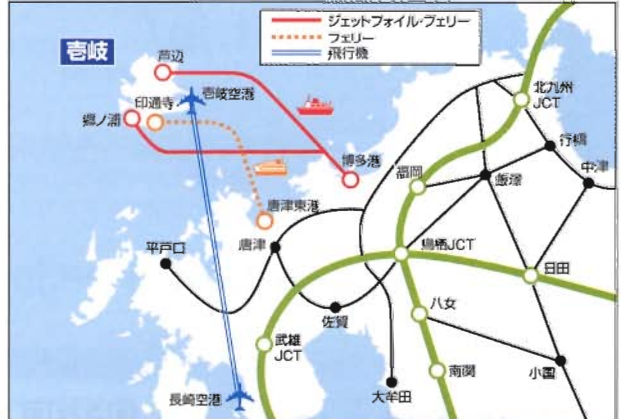 ジェットフォイル・フェリー
フェリー
飛行機
壱岐
芦辺
壱岐空港
印通寺
郷ノ浦
博多港
唐津東港
唐津
平戸口
佐賀
武雄
JCT
長崎空港
大牟田
北九州
JCT
行橋
中津
福岡
飯塚
鳥栖JCT
日田
八女
南関
小国